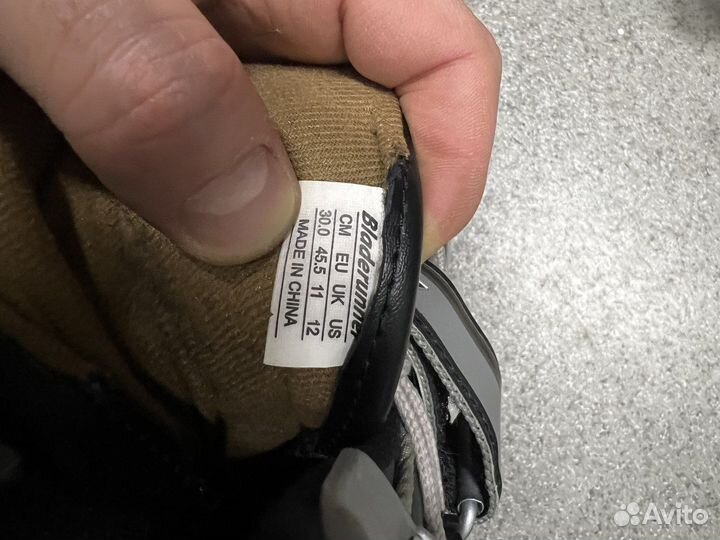 Bladerunner
CM EU UK US
30.0 45.5 11 12
MADE IN CHINA
Avito